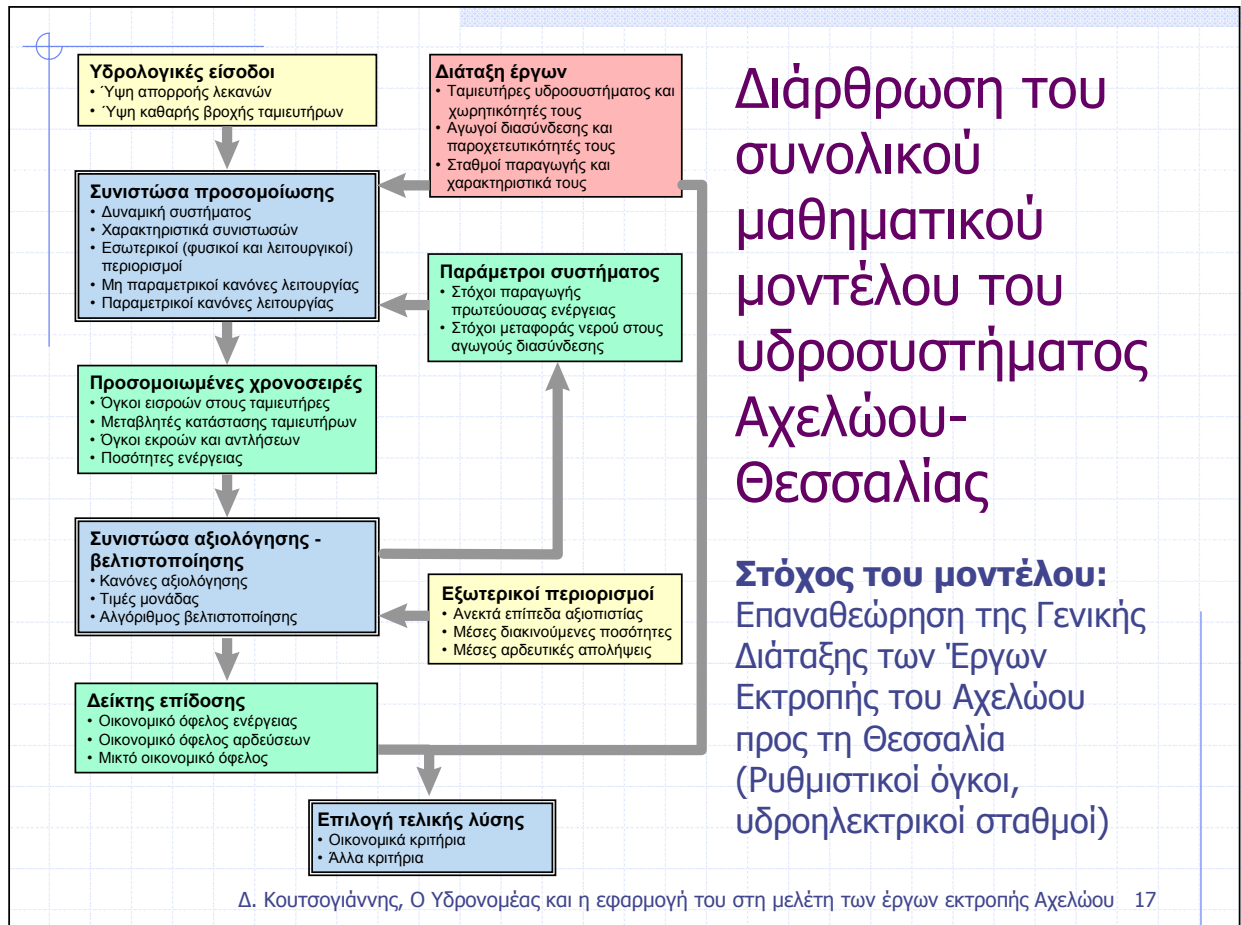 Υδρολογικές είσοδοι
• Ύψη απορροής λεκανών
• Ύψη καθαρής βροχής ταμιευτήρων
Διάταξη έργων
• Ταμιευτήρες υδροσυστήματος και
χωρητικότητές τους
• Αγωγοί διασύνδεσης και
παροχετευτικότητές τους
• Σταθμοί παραγωγής και
χαρακτηριστικά τους
Συνιστώσα προσομοίωσης
• Δυναμική συστήματος
• Χαρακτηριστικά συνιστωσών
• Εσωτερικοί (φυσικοί και λειτουργικοί)
περιορισμοί
• Μη παραμετρικοί κανόνες λειτουργίας
• Παραμετρικοί κανόνες λειτουργίας
Παράμετροι συστήματος
• Στόχοι παραγωγής
πρωτεύουσας ενέργειας
• Στόχοι μεταφοράς νερού στους
αγωγούς διασύνδεσης
Προσομοιωμένες χρονοσειρές
• Όγκοι εισροών στους ταμιευτήρες
• Μεταβλητές κατάστασης ταμιευτήρων
• Όγκοι εκροών και αντλήσεων
• Ποσότητες ενέργειας
Συνιστώσα αξιολόγησης -
βελτιστοποίησης
• Κανόνες αξιολόγησης
• Τιμές μονάδας
• Αλγόριθμος βελτιστοποίησης
Εξωτερικοί περιορισμοί
• Ανεκτά επίπεδα αξιοπιστίας
• Μέσες διακινούμενες ποσότητες
• Μέσες αρδευτικές απολήψεις
Δείκτης επίδοσης
• Οικονομικό όφελος ενέργειας
• Οικονομικό όφελος αρδεύσεων
• Μικτό οικονομικό όφελος
Επιλογή τελικής λύσης
• Οικονομικά κριτήρια
• Άλλα κριτήρια
Διάρθρωση του
συνολικού
μαθηματικού
μοντέλου του
υδροσυστήματος
Αχελώου-
Θεσσαλίας
Στόχος του μοντέλου:
Επαναθεώρηση της Γενικής
Διάταξης των Έργων
Εκτροπής του Αχελώου
προς τη Θεσσαλία
(Ρυθμιστικοί όγκοι,
υδροηλεκτρικοί σταθμοί)
Δ. Κουτσογιάννης, Ο Υδρονομέας και η εφαρμογή του στη μελέτη των έργων εκτροπής Αχελώου 17